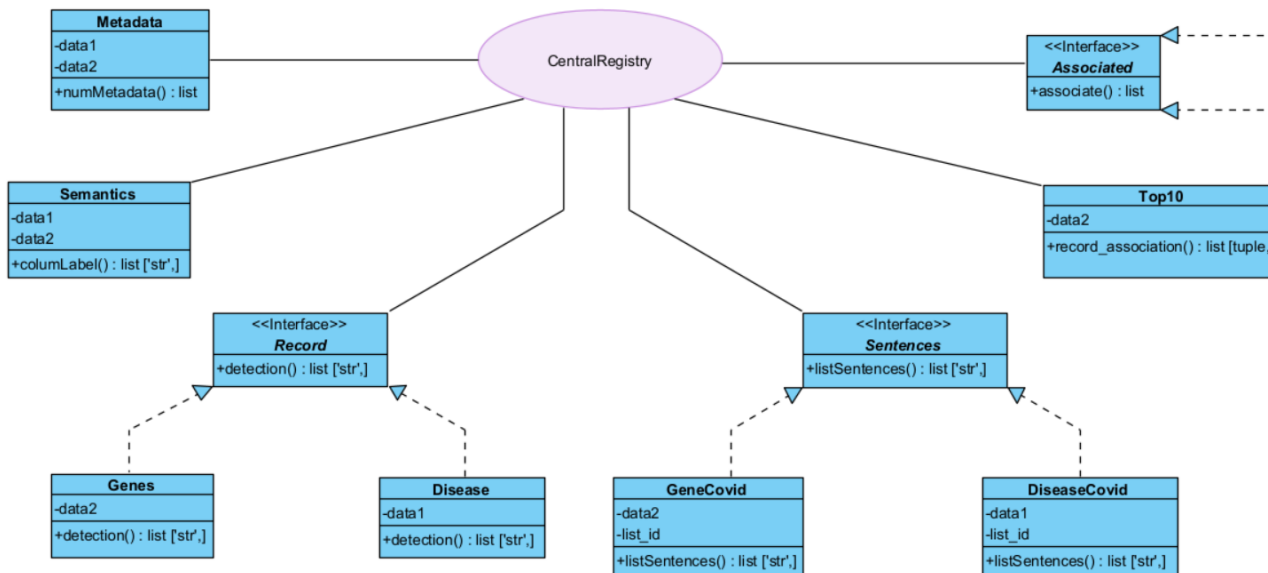 Metadata
-data1
-data2
+numMetadata() : list
CentralRegistry
<<Interface>>
Associated
+associate() : list
Semantics
-data1
-data2
+columLabel() : list ['str',]
Top10
-data2
+record_association() : list [tuple,
<<Interface>>
Record
+detection() : list ['str',]
<<Interface>>
Sentences
+listSentences() : list ['str',]
Genes
-data2
+detection() : list ['str',]
Disease
-data1
+detection() : list ['str',]
GeneCovid
-data2
-list_id
+listSentences() : list ['str',]
DiseaseCovid
-data1
-list_id
+listSentences() : list ['str',]